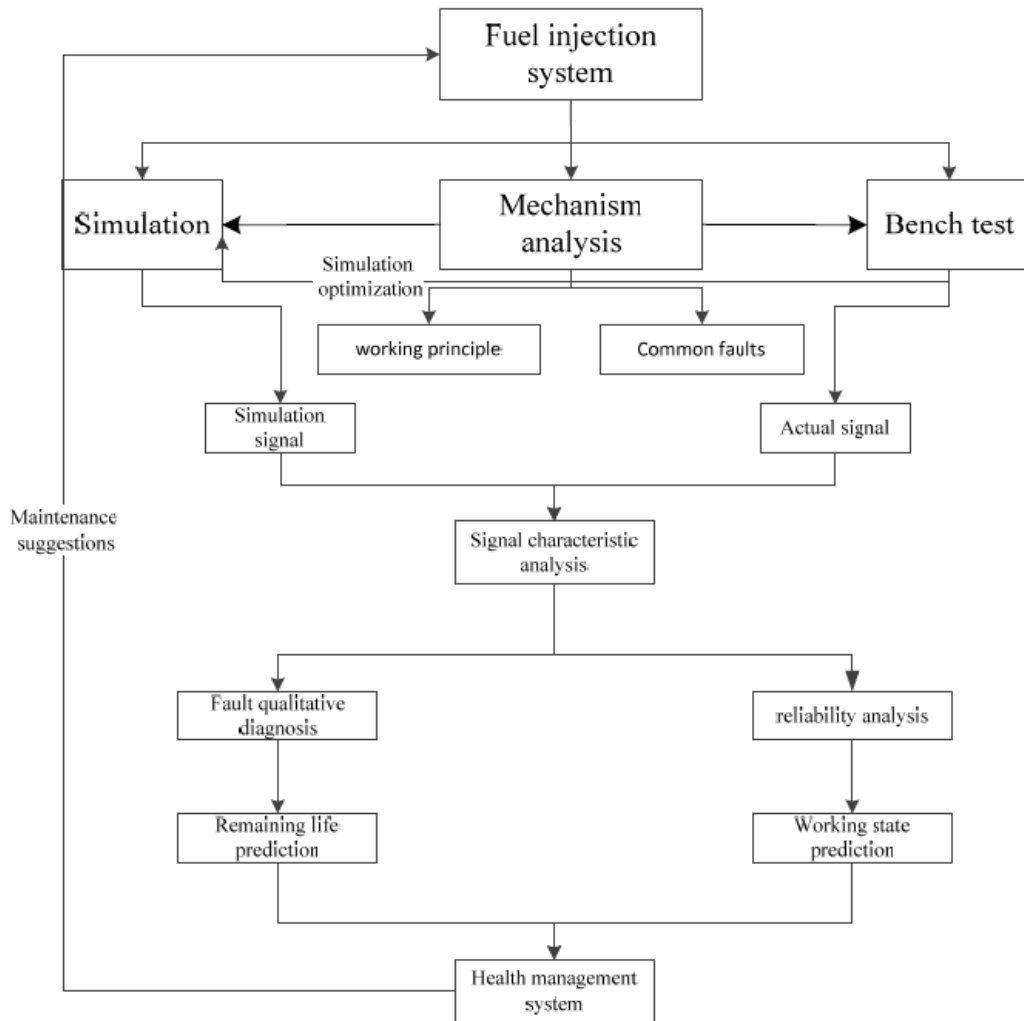 Fuel injection
system
Simulation
Mechanism
analysis
Bench test
Simulation
optimization
working principle
Common faults
Simulation
signal
Actual signal
Maintenance
suggestions
Signal characteristic
analysis
Fault qualitative
diagnosis
reliability analysis
Remaining life
prediction
Working state
prediction
Health management
system